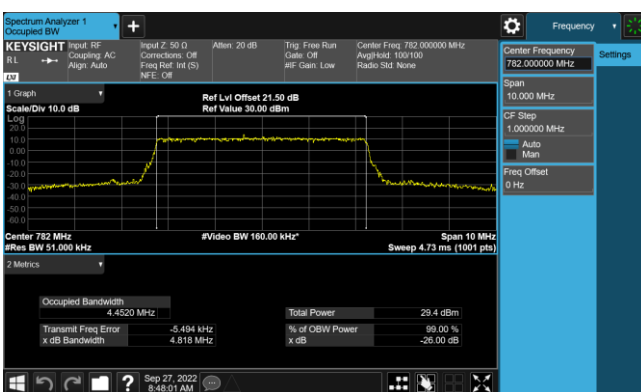 Spectrum Analyzer 1
Occupied BW
Frequency
KEYSIGHT
R L
Input: RF
Coupling: AC
Align: Auto
Input Z: 50 Ω
Corrections: Off
Freq Ref: Int (S)
NFE: Off
Atten: 20 dB
Trig: Free Run
Gate: Off
#IF Gain: Low
Center Freq: 782.000000 MHz
Avg|Hold: 100/100
Radio Std: None
Center Frequency
782.000000 MHz
Settings
Span
10.000 MHz
CF Step
1.000000 MHz
Auto
Man
Freq Offset
0 Hz
1 Graph
Scale/Div 10.0 dB
Ref Lvl Offset 21.50 dB
Ref Value 30.00 dBm
Log
20.0
10.0
0.00
-10.0
-20.0
-30.0
-40.0
-50.0
-60.0
Center 782 MHz
#Res BW 51.000 kHz
#Video BW 160.00 kHz*
Span 10 MHz
Sweep 4.73 ms (1001 pts)
2 Metrics
Occupied Bandwidth
4.4520 MHz
Transmit Freq Error
-5.494 kHz
x dB Bandwidth
4.818 MHz
Total Power
29.4 dBm
% of OBW Power
99.00 %
x dB
-26.00 dB
?
Sep 27, 2022
8:48:01 AM